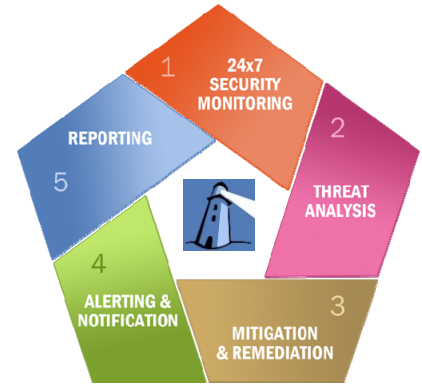 1
24x7
SECURITY
MONITORING
2
THREAT
ANALYSIS
3
MITIGATION
& REMEDIATION
4
ALERTING &
NOTIFICATION
5
REPORTING